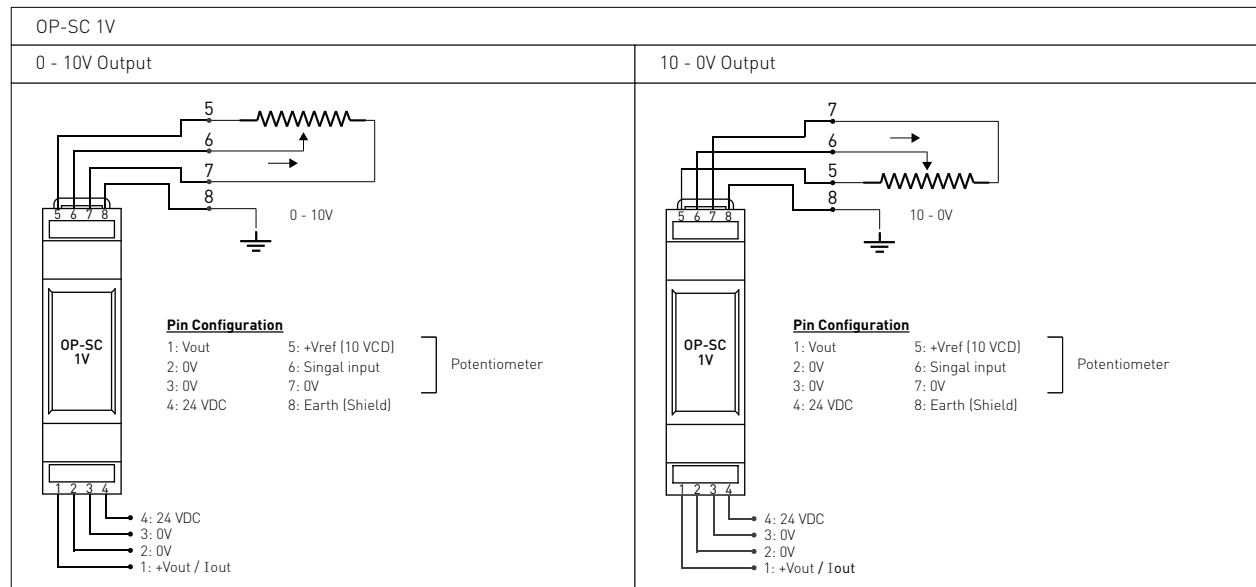 OP-SC 1V
0 - 10V Output
10 - 0V Output
5
6
7
8
0 - 10V
5 6 7 8
OP-SC
1V
Pin Configuration
1: Vout 5: +Vref (10 VCD)
2: 0V 6: Singal input
3: 0V 7: 0V
4: 24 VDC 8: Earth (Shield)
Potentiometer
1 2 3 4
4: 24 VDC
3: 0V
2: 0V
1: +Vout / Iout
7
6
5
8
10 - 0V
5 6 7 8
OP-SC
1V
Pin Configuration
1: Vout 5: +Vref (10 VCD)
2: 0V 6: Singal input
3: 0V 7: 0V
4: 24 VDC 8: Earth (Shield)
Potentiometer
1 2 3 4
4: 24 VDC
3: 0V
2: 0V
1: +Vout / Iout